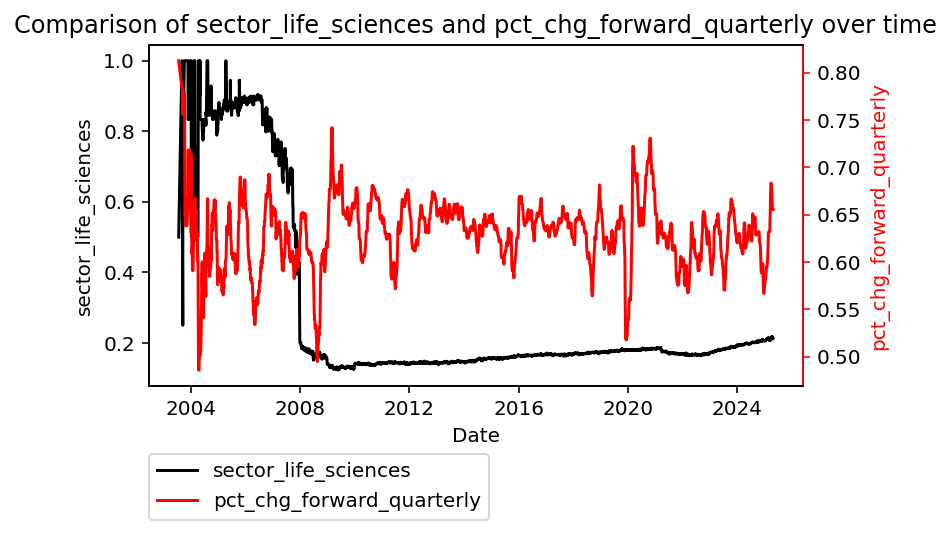 Comparison of sector_life_sciences and pct_chg_forward_quarterly over time
sector_life_sciences
1.0
0.8
0.6
0.4
0.2
0.80
0.75
0.70
0.65
0.60
0.55
0.50
pct_chg_forward_quarterly
2004 2008 2012 2016 2020 2024
Date
sector_life_sciences
pct_chg_forward_quarterly